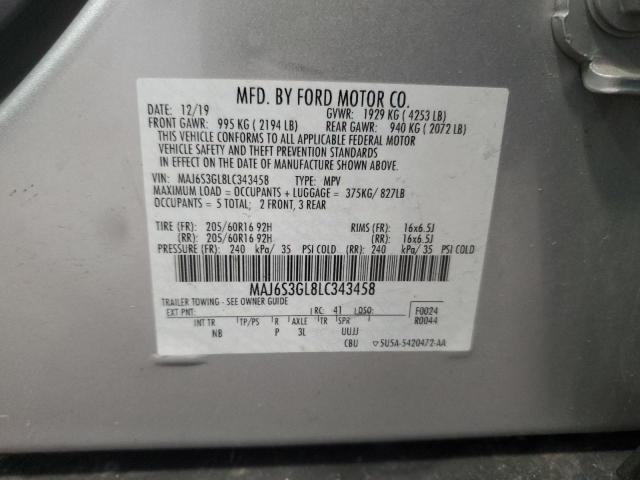 MFD. BY FORD MOTOR CO.
DATE: 12/19 GVWR: 1929 KG ( 4253 LB)
FRONT GAWR: 995 KG ( 2194 LB) REAR GAWR: 940 KG ( 2072 LB)
THIS VEHICLE CONFORMS TO ALL APPLICABLE FEDERAL MOTOR
VEHICLE SAFETY AND THEFT PREVENTION STANDARDS
IN EFFECT ON THE DATE OF MANUFACTURE SHOWN ABOVE.
VIN: MAJ6S3GL8LC343458 TYPE: MPV
MAXIMUM LOAD = OCCUPANTS + LUGGAGE = 375KG/ 827LB
OCCUPANTS = 5 TOTAL; 2 FRONT, 3 REAR
TIRE (FR): 205/60R16 92H RIMS (FR): 16x6.5J
(RR): 205/60R16 92H (RR): 16x6.5J
PRESSURE (FR): 240 kPa/ 35 PSI COLD (RR): 240 kPa/ 35 PSI COLD
MAJ6S3GL8LC343458
TRAILER TOWING - SEE OWNER GUIDE
EXT PNT: RC: 41 DSO: F0024
INT TR TP/PS R AXLE TR SPR R0044
NB P 3L UUJJ
CBU 5U5A-5420472-AA